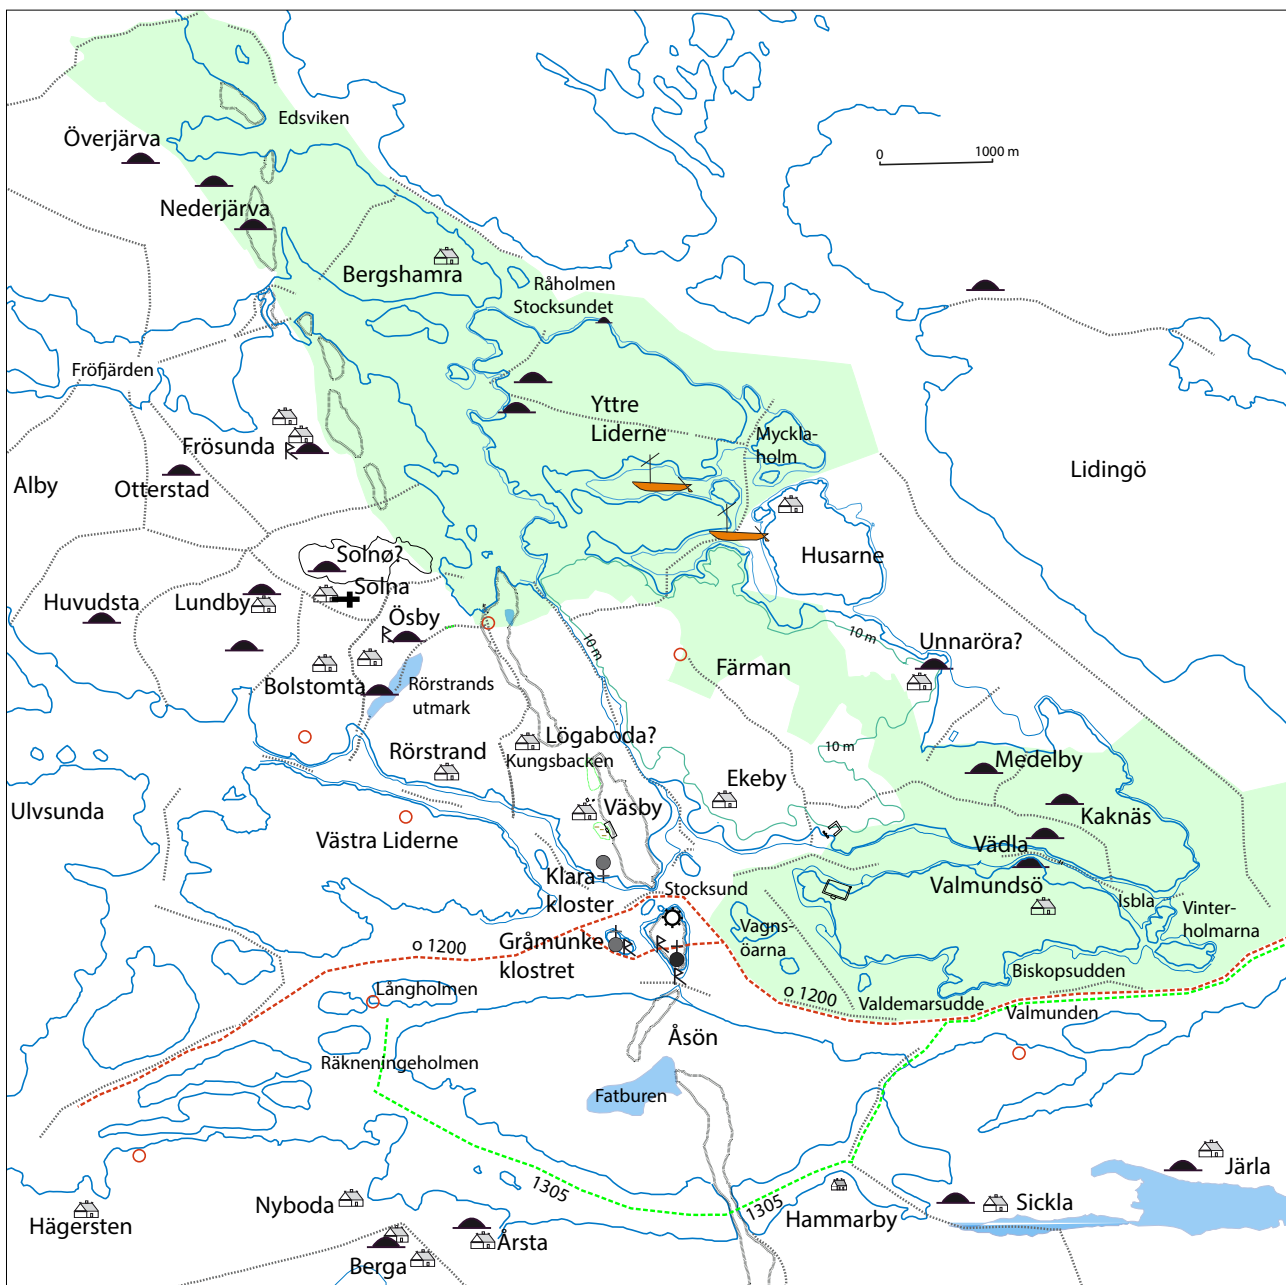 Edsviken
Överjärva
0 1000 m
Nederjärva
Bergshamra
Råholmen
Stocksundet
Fröfjärden
Yttre
Liderne
Mycklaholm
Frösunda
Lidingö
Alby
Otterstad
Husarne
Solnø?
Solna
Huvudsta
Lundby
Ösby
10 m
10 m
Unnaröra?
Färman
Bolstomta
Rörstrands
utmark
Lögaboda?
Kungsbacken
10 m
Rörstrand
Medelby
Ekeby
Väsby
Kaknäs
Ulvsunda
Västra Liderne
Vädla
Klara
kloster
Stocksund
Valmundsö
Isbla
Vinter-
holmarna
Vagns-
öarna
o 1200
Gråmunke
klostret
Biskopsudden
Långholmen
o 1200
Valdemarsudde
Valmunden
Åsön
Räkneningeholmen
Fatburen
Järla
1305
1305
Nyboda
Sickla
Hägersten
Hammarby
Årsta
Berga